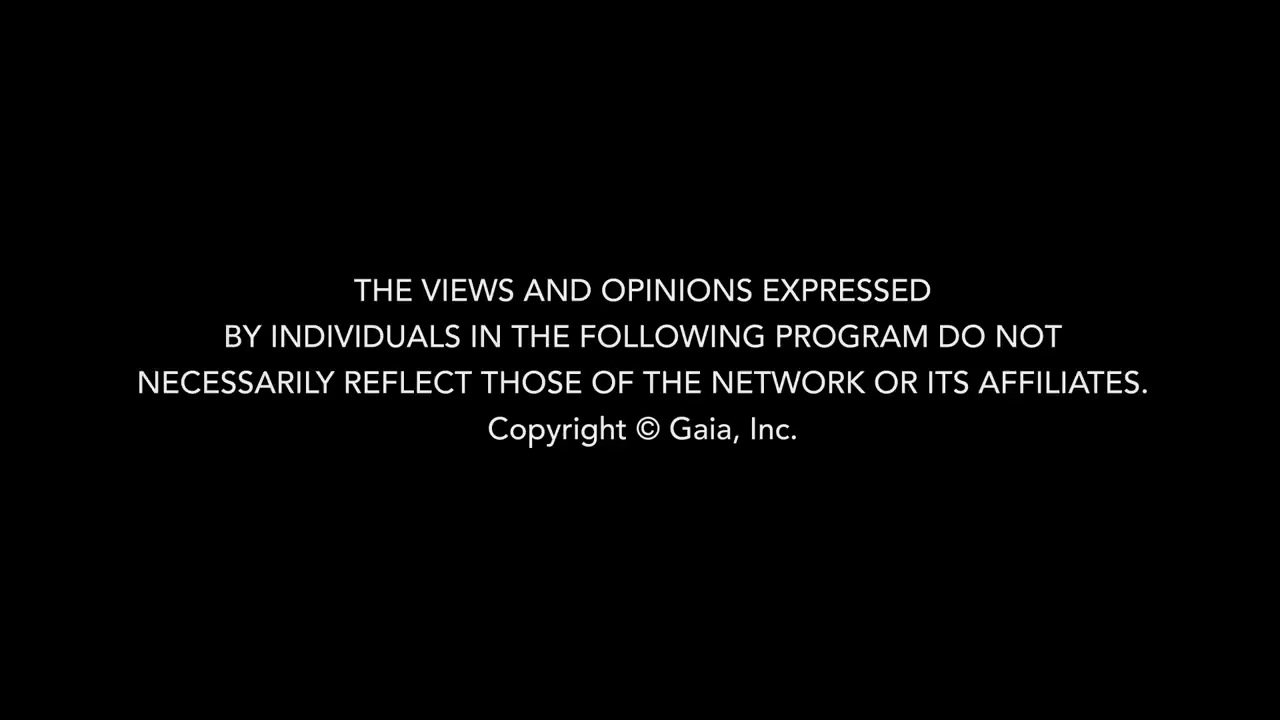 THE VIEWS AND OPINIONS EXPRESSED
BY INDIVIDUALS IN THE FOLLOWING PROGRAM DO NOT
NECESSARILY REFLECT THOSE OF THE NETWORK OR ITS AFFILIATES.
Copyright © Gaia, Inc.